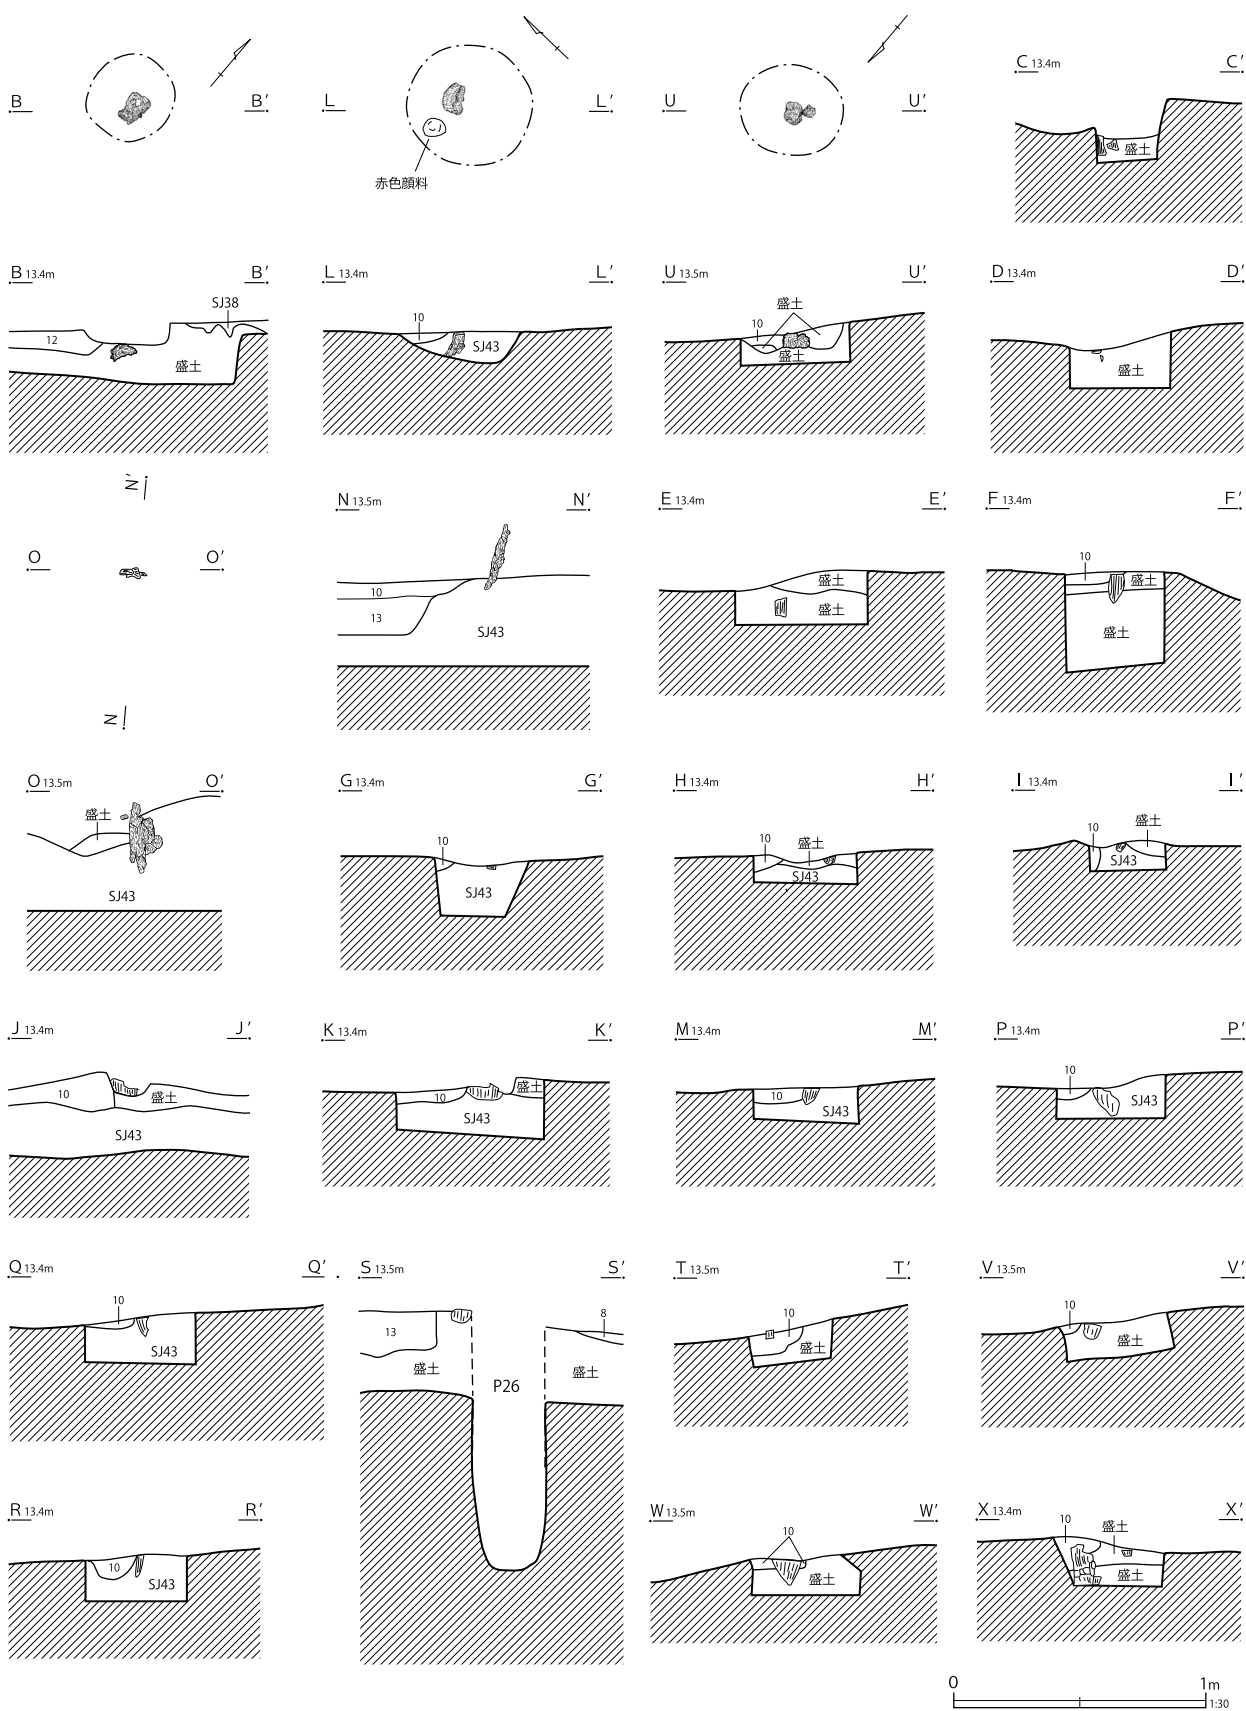 B B'
L L'
U U'
C 13.4m C'
盛土
赤色顔料
B 13.4m B'
SJ38
12
盛土
L 13.4m L'
10
SJ43
U 13.5m U'
盛土
10
盛土
D 13.4m D'
盛土
N
O O'
N
N 13.5m N'
10
13
SJ43
E 13.4m E'
盛土
盛土
F 13.4m F'
10
盛土
盛土
O 13.5m O'
盛土
SJ43
G 13.4m G'
10
SJ43
H 13.4m H'
10
盛土
SJ43
I 13.4m I'
10
盛土
SJ43
J 13.4m J'
10
盛土
SJ43
K 13.4m K'
盛土
10
SJ43
M 13.4m M'
10
SJ43
P 13.4m P'
10
SJ43
Q 13.4m Q'
10
SJ43
S 13.5m S'
13
8
盛土
盛土
P26
T 13.5m T'
10
盛土
V 13.5m V'
10
盛土
R 13.4m R'
10
SJ43
W 13.5m W'
10
盛土
X 13.4m X'
10
盛土
盛土
0 1m
1:30